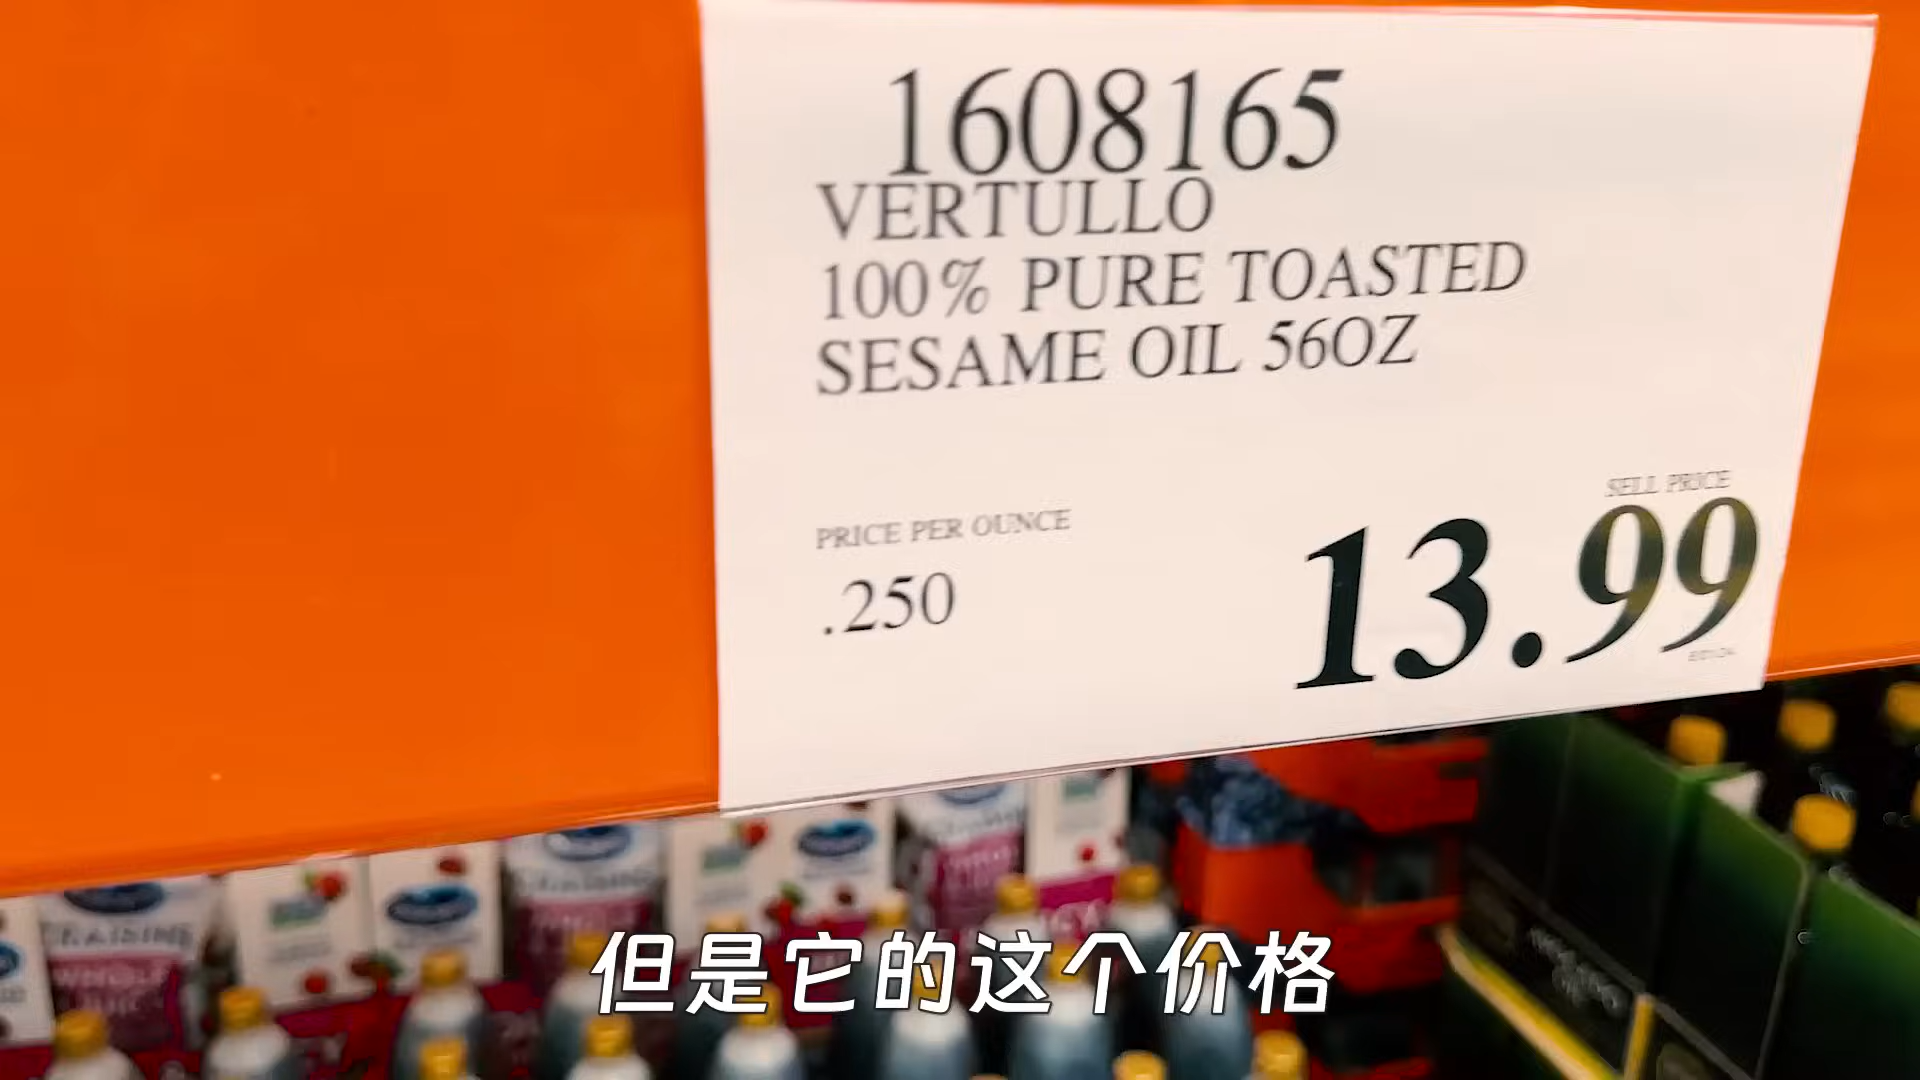 1608165
VERTULLO
100% PURE TOASTED
SESAME OIL 56OZ
SELL PRICE
PRICE PER OUNCE
13.99
.250
但是它的这个价格